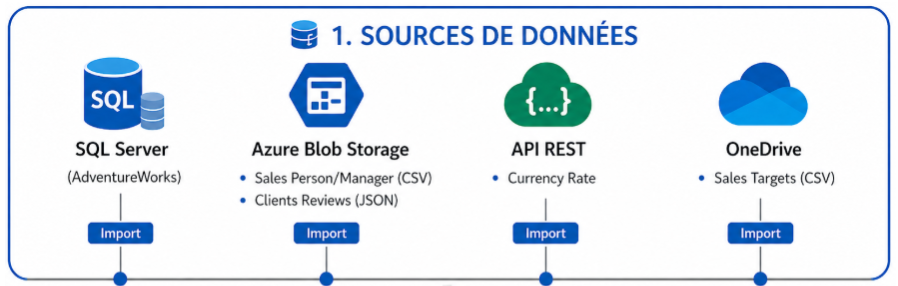 1. SOURCES DE DONNÉES
SQL
{...}
SQL Server
(AdventureWorks)
Import
Azure Blob Storage
• Sales Person/Manager (CSV)
• Clients Reviews (JSON)
Import
API REST
• Currency Rate
Import
OneDrive
• Sales Targets (CSV)
Import